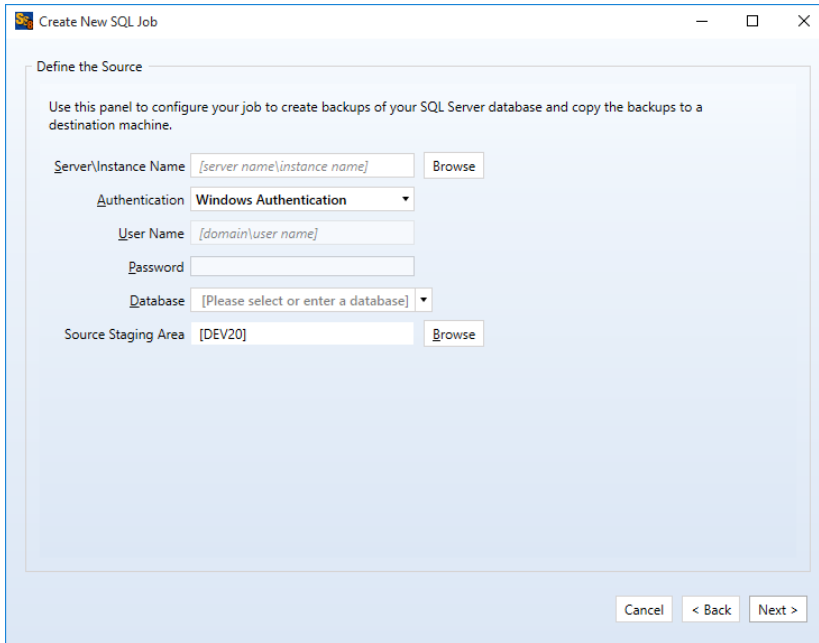 Create New SQL Job
Define the Source
Use this panel to configure your job to create backups of your SQL Server database and copy the backups to a
destination machine.
Server\Instance Name [server name\instance name] Browse
Authentication Windows Authentication
User Name [domain\user name]
Password
Database [Please select or enter a database]
Source Staging Area [DEV20] Browse
Cancel < Back Next >